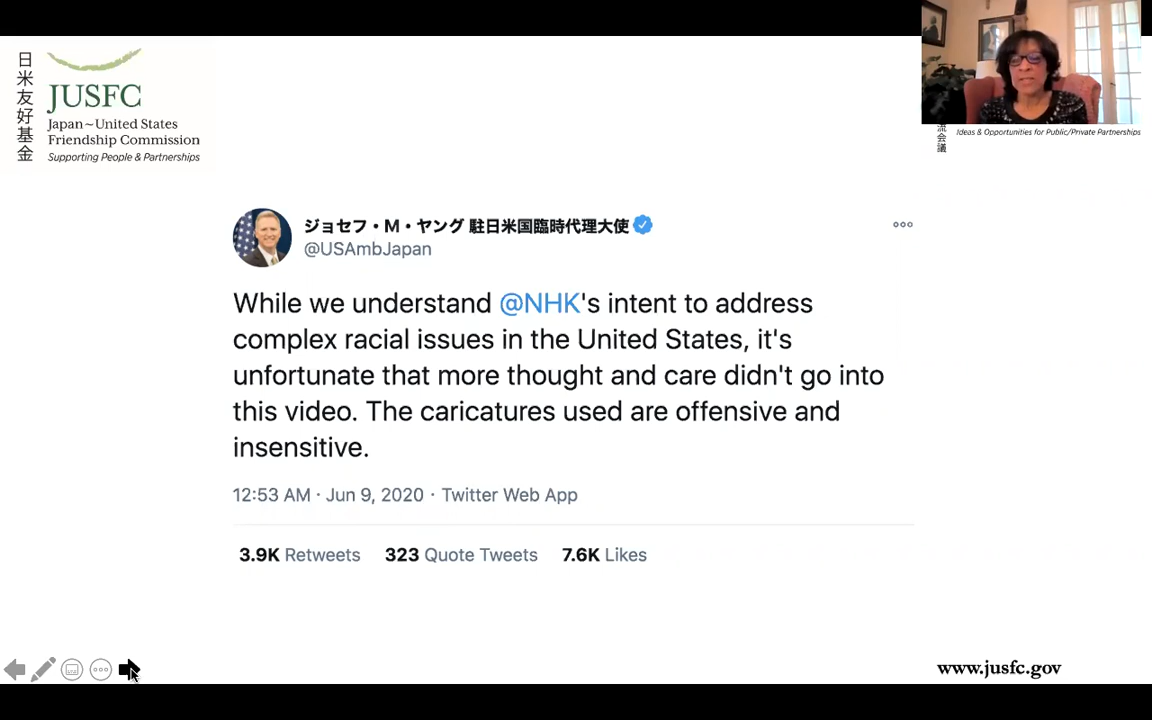 日米友好基金
JUSFC
Japan~United States
Friendship Commission
Supporting People & Partnerships
流会議
Ideas & Opportunities for Public/Private Partnerships
ジョセフ・M・ヤング 駐日米国臨時代理大使
@USAmbJapan
While we understand @NHK's intent to address
complex racial issues in the United States, it's
unfortunate that more thought and care didn't go into
this video. The caricatures used are offensive and
insensitive.
12:53 AM · Jun 9, 2020 · Twitter Web App
3.9K Retweets 323 Quote Tweets 7.6K Likes
www.jusfc.gov